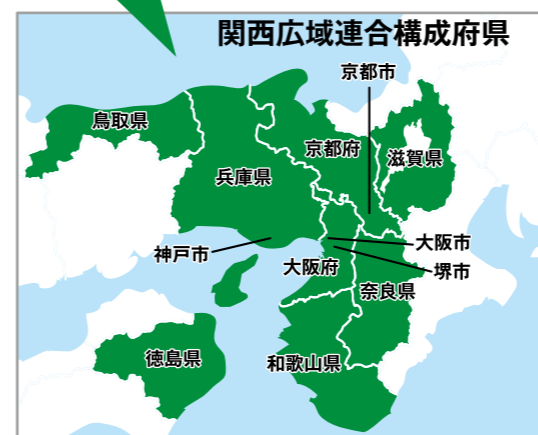 関西広域連合構成府県
京都市
鳥取県
京都府
滋賀県
兵庫県
神戸市
大阪市
大阪府
堺市
奈良県
徳島県
和歌山県